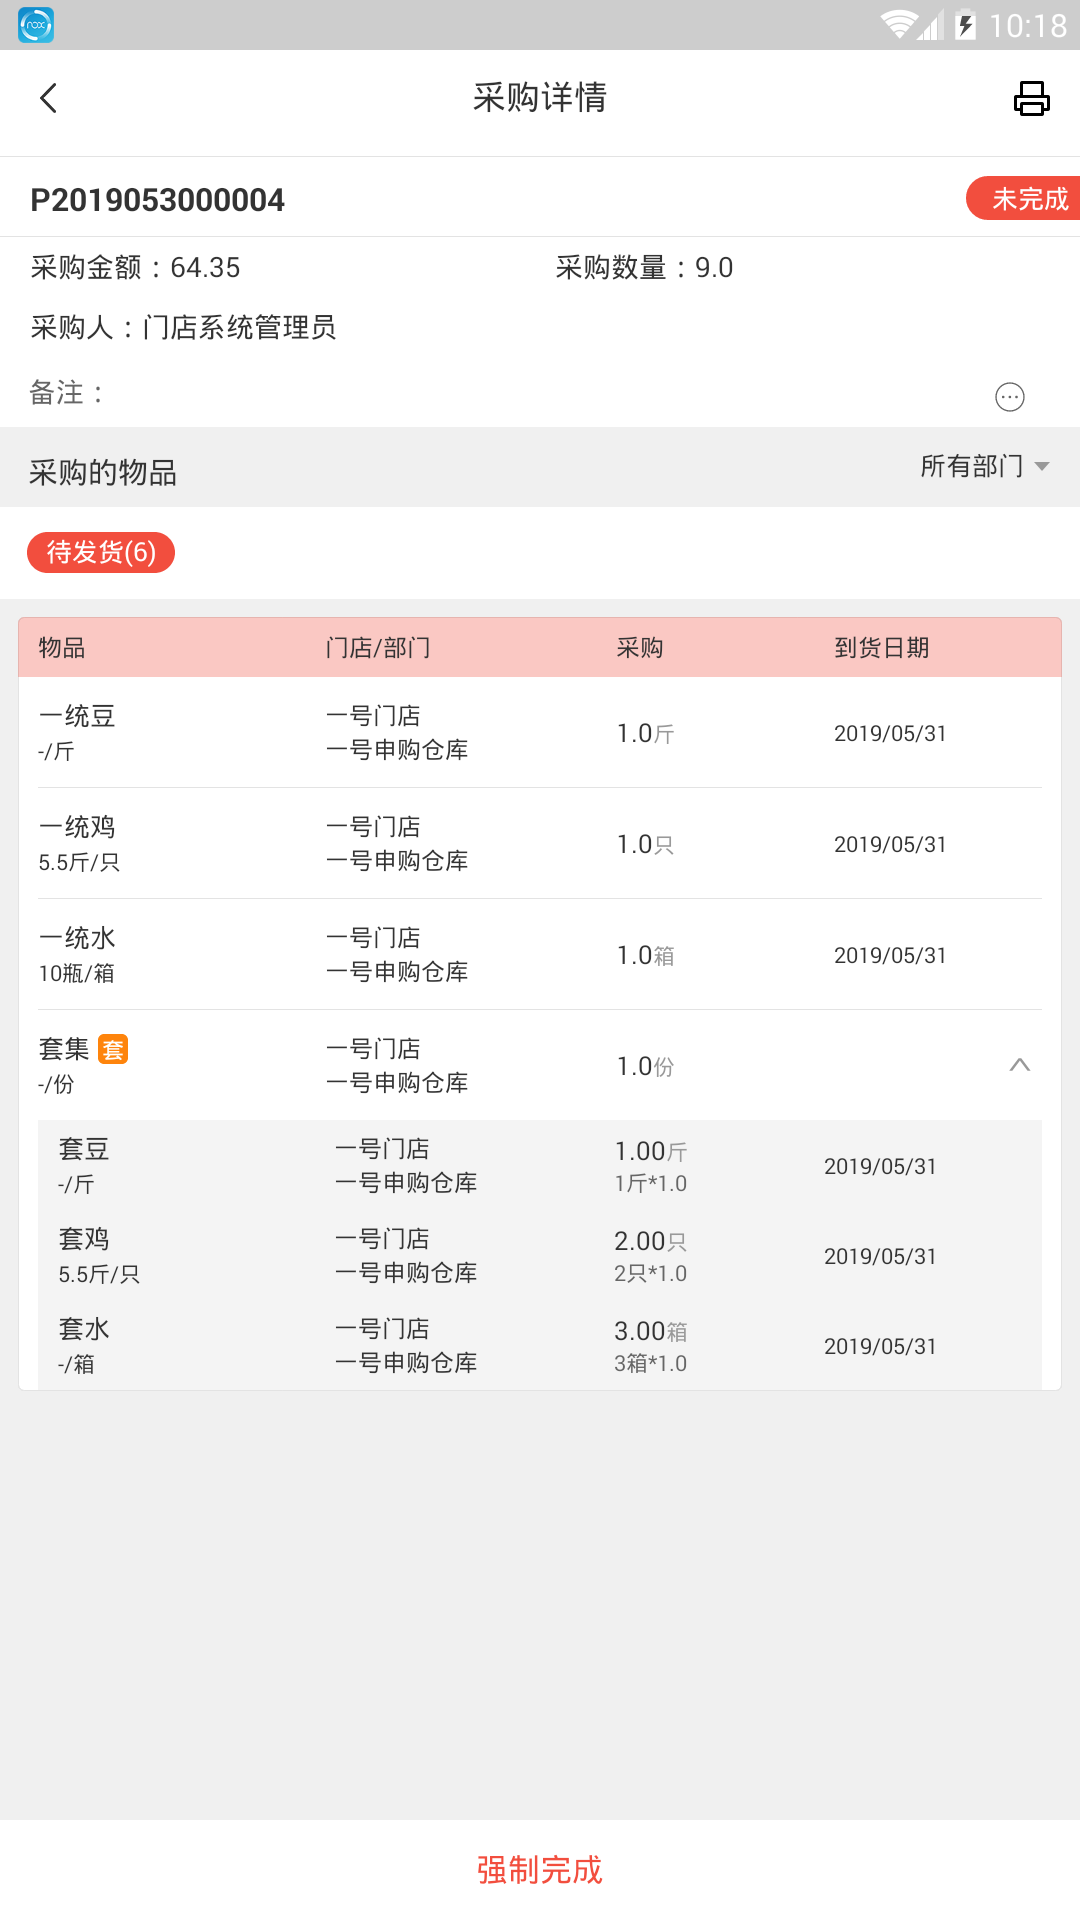 nox
10:18
采购详情
P2019053000004
未完成
采购金额：64.35
采购数量：9.0
采购人：门店系统管理员
备注：
采购的物品
所有部门
待发货(6)
物品 门店/部门 采购 到货日期
一统豆
-/斤
一号门店
一号申购仓库
1.0斤
2019/05/31
一统鸡
5.5斤/只
一号门店
一号申购仓库
1.0只
2019/05/31
一统水
10瓶/箱
一号门店
一号申购仓库
1.0箱
2019/05/31
套集 套
-/份
一号门店
一号申购仓库
1.0份
套豆
-/斤
一号门店
一号申购仓库
1.00斤
1斤*1.0
2019/05/31
套鸡
5.5斤/只
一号门店
一号申购仓库
2.00只
2只*1.0
2019/05/31
套水
-/箱
一号门店
一号申购仓库
3.00箱
3箱*1.0
2019/05/31
强制完成